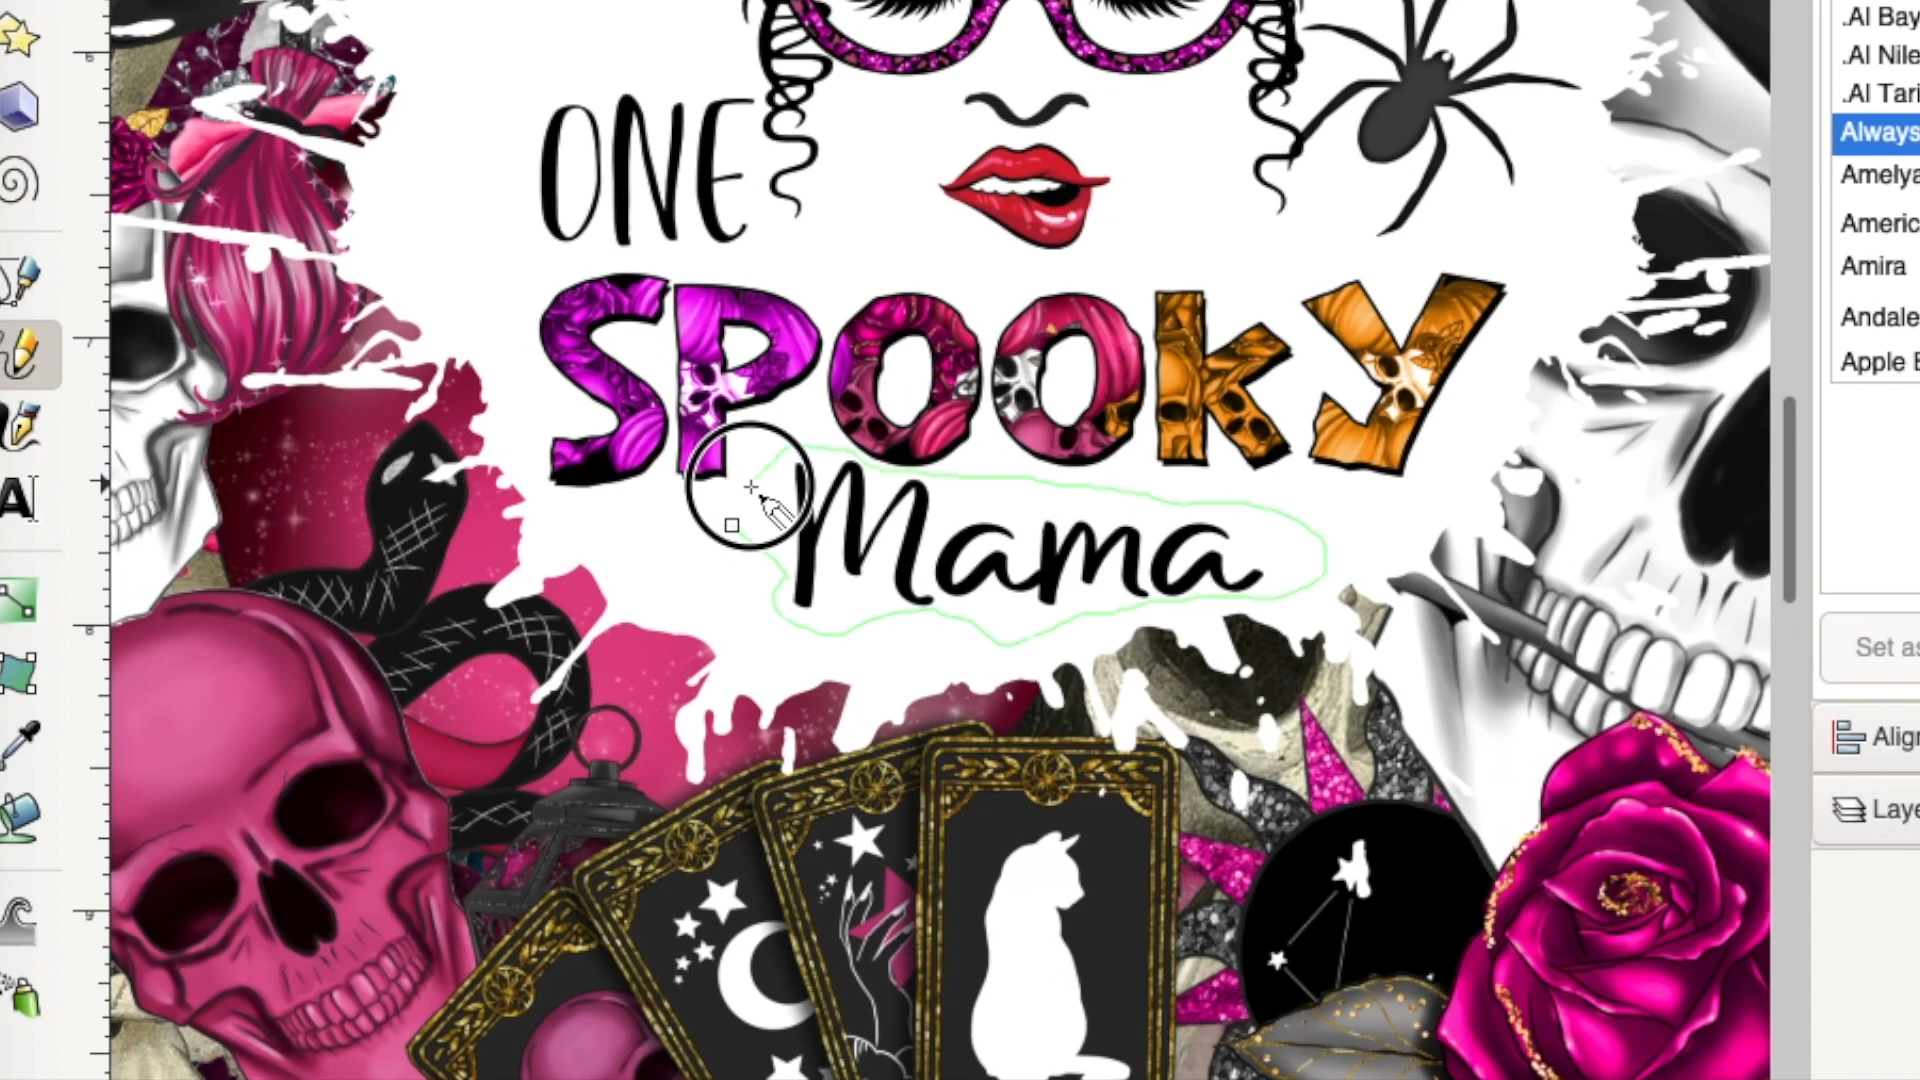 .Al Bay
.Al Nile
.Al Tari
Always
Amelya
Americ
Amira
Andale
Apple B
ONE
SPOOKY
Mama
Set as
Align
Laye
A